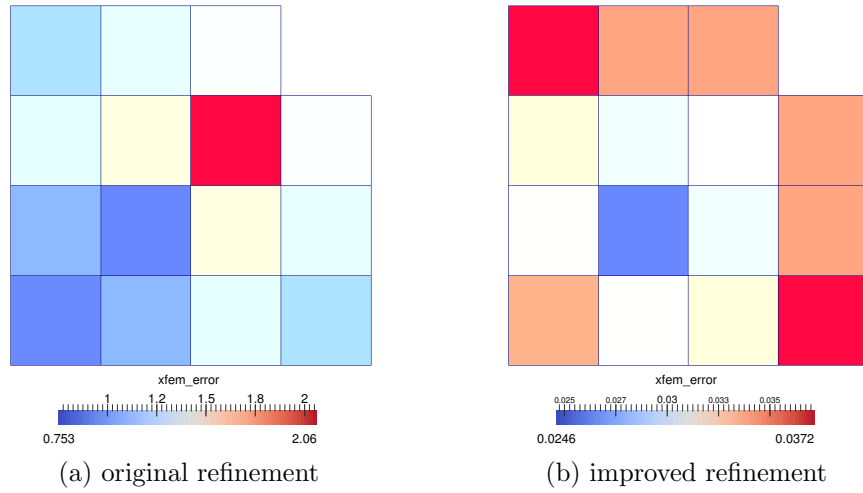 xfem_error
1 1.2 1.5 1.8 2
0.753 2.06
(a) original refinement
xfem_error
0.025 0.027 0.03 0.033 0.035
0.0246 0.0372
(b) improved refinement